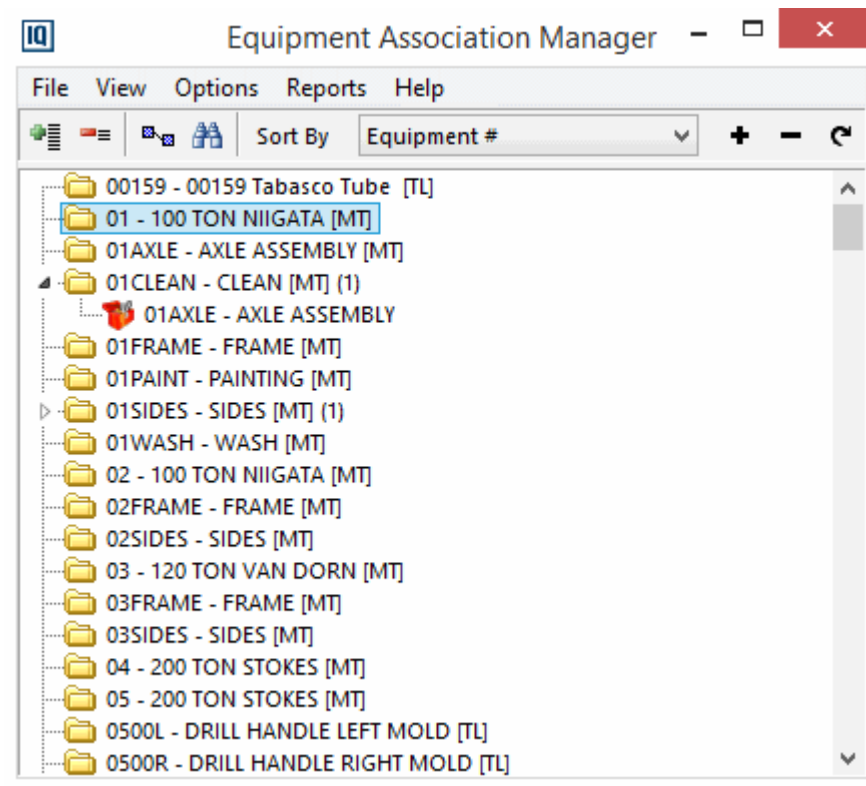 IQ Equipment Association Manager
File View Options Reports Help
Sort By Equipment #
00159 - 00159 Tabasco Tube [TL]
01 - 100 TON NIIGATA [MT]
01AXLE - AXLE ASSEMBLY [MT]
01CLEAN - CLEAN [MT] (1)
01AXLE - AXLE ASSEMBLY
01FRAME - FRAME [MT]
01PAINT - PAINTING [MT]
01SIDES - SIDES [MT] (1)
01WASH - WASH [MT]
02 - 100 TON NIIGATA [MT]
02FRAME - FRAME [MT]
02SIDES - SIDES [MT]
03 - 120 TON VAN DORN [MT]
03FRAME - FRAME [MT]
03SIDES - SIDES [MT]
04 - 200 TON STOKES [MT]
05 - 200 TON STOKES [MT]
0500L - DRILL HANDLE LEFT MOLD [TL]
0500R - DRILL HANDLE RIGHT MOLD [TL]